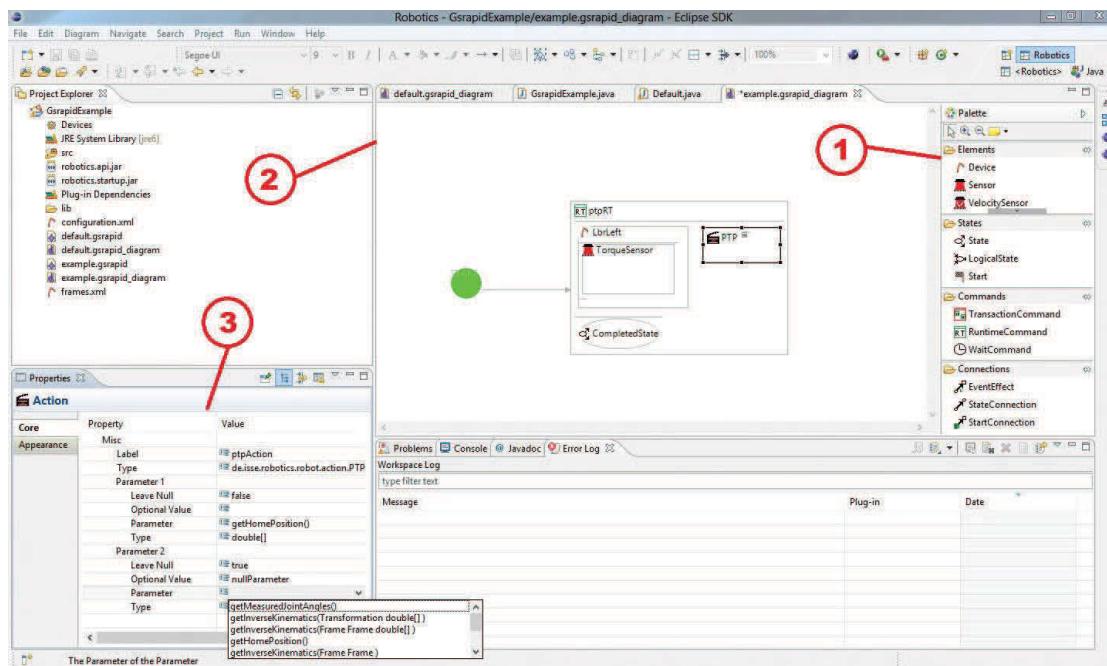 Robotics - GsrapidExample/example.gsrapid_diagram - Eclipse SDK
File Edit Diagram Navigate Search Project Run Window Help
Segoe UI 9 B I A 100%
Robotics
<Robotics> Java
Project Explorer
GsrapidExample
Devices
JRE System Library [jre6]
src
robotics.api.jar
robotics.startup.jar
Plug-in Dependencies
lib
configuration.xml
default.gsrapid
default.gsrapid_diagram
example.gsrapid
example.gsrapid_diagram
frames.xml
default.gsrapid_diagram GsrapidExample.java Default.java *example.gsrapid_diagram
2
1
3
RT ptpRT
LbrLeft
TorqueSensor
PTP
CompletedState
Palette
Elements
Device
Sensor
VelocitySensor
States
State
LogicalState
Start
Commands
TransactionCommand
RT RuntimeCommand
WaitCommand
Connections
EventEffect
StateConnection
StartConnection
Properties
Action
Core
Appearance
Property Value
Misc
Label ptpAction
Type de.isse.robotics.robot.action.PTP
Parameter 1
Leave Null false
Optional Value
Parameter getHomePosition()
Type double[]
Parameter 2
Leave Null true
Optional Value nullParameter
Parameter
Type
getMeasuredJointAngles()
getInverseKinematics(Transformation double[] )
getInverseKinematics(Frame Frame double[] )
getHomePosition()
getInverseKinematics(Frame Frame )
The Parameter of the Parameter
Problems Console @ Javadoc Error Log
Workspace Log
type filter text
Message Plug-in Date